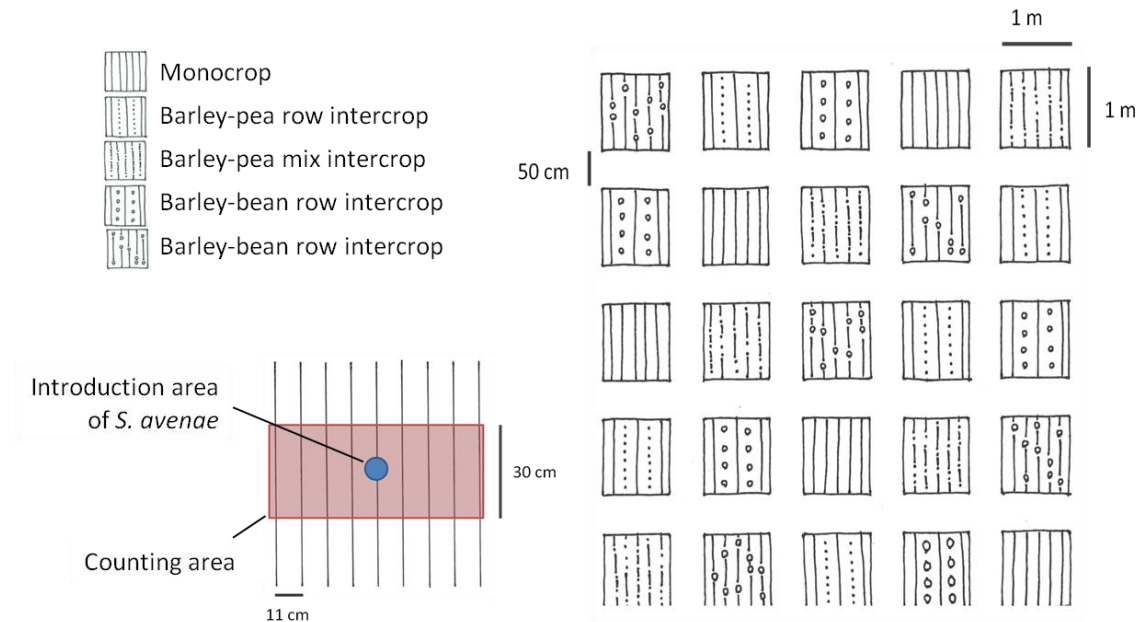 Monocrop
Barley-pea row intercrop
Barley-pea mix intercrop
Barley-bean row intercrop
Barley-bean row intercrop
Introduction area
of S. avenae
Counting area
30 cm
11 cm
1 m
1 m
50 cm